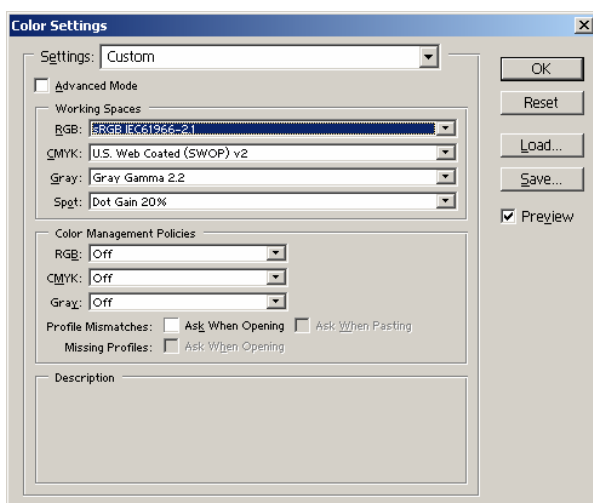 Color Settings
Settings: Custom
OK
Advanced Mode
Reset
Working Spaces
RGB: sRGB IEC61966-2.1
Load...
CMYK: U.S. Web Coated (SWOP) v2
Gray: Gray Gamma 2.2
Save...
Spot: Dot Gain 20%
Preview
Color Management Policies
RGB: Off
CMYK: Off
Gray: Off
Profile Mismatches: Ask When Opening Ask When Pasting
Missing Profiles: Ask When Opening
Description